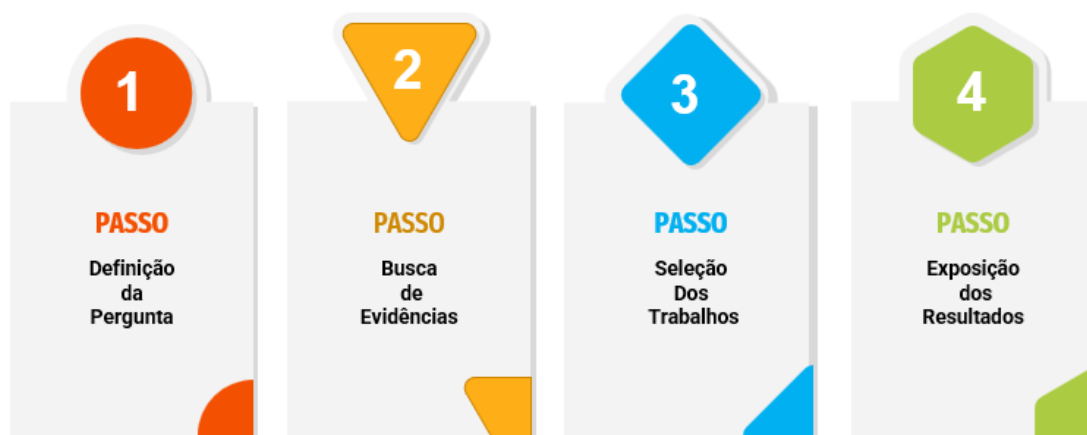 1
PASSO
Definição
da
Pergunta
2
PASSO
Busca
de
Evidências
3
PASSO
Seleção
Dos
Trabalhos
4
PASSO
Exposição
dos
Resultados